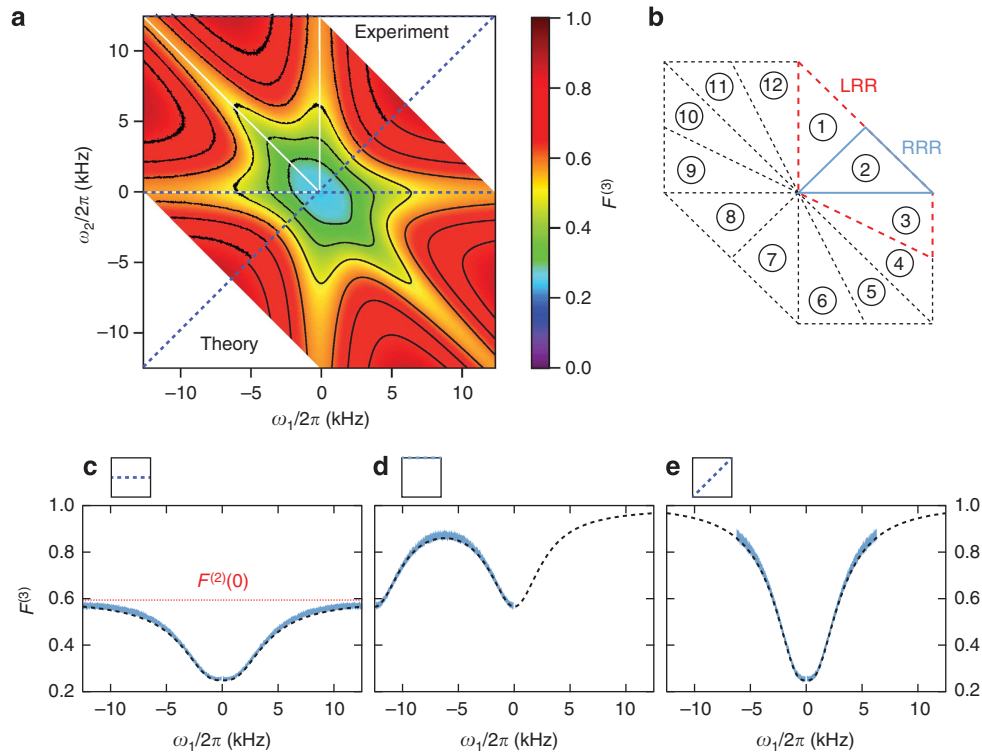 a
Experiment
Theory
10
5
0
−5
−10
ω₂/2π (kHz)
−10 −5 0 5 10
ω₁/2π (kHz)
1.0
0.8
0.6
0.4
0.2
0.0
F⁽³⁾
b
LRR
RRR
1
2
3
4
5
6
7
8
9
10
11
12
c
1.0
0.8
0.6
0.4
0.2
F⁽³⁾
F⁽²⁾(0)
−10 −5 0 5 10
ω₁/2π (kHz)
d
−10 −5 0 5 10
ω₁/2π (kHz)
e
1.0
0.8
0.6
0.4
0.2
−10 −5 0 5 10
ω₁/2π (kHz)